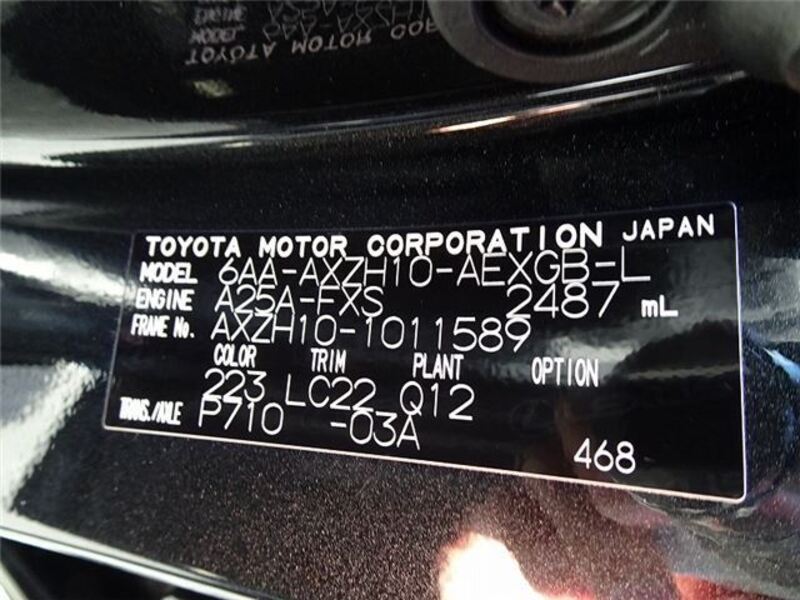 TOYOTA MOTOR CORPORATION JAPAN
MODEL 6AA-AXZH10-AEXGB-L
ENGINE A25A-FXS 2487 mL
FRAME No. AXZH10-1011589
COLOR TRIM PLANT OPTION
223 LC22 Q12
TRANS./AXLE P710 -03A
468